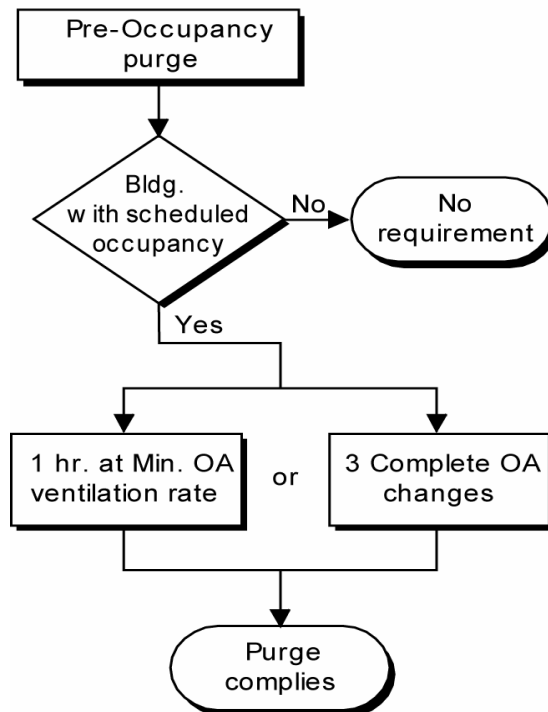 Pre-Occupancy
purge
Bldg.
with scheduled
occupancy
No
No
requirement
Yes
1 hr. at Min. OA
ventilation rate
or
3 Complete OA
changes
Purge
complies